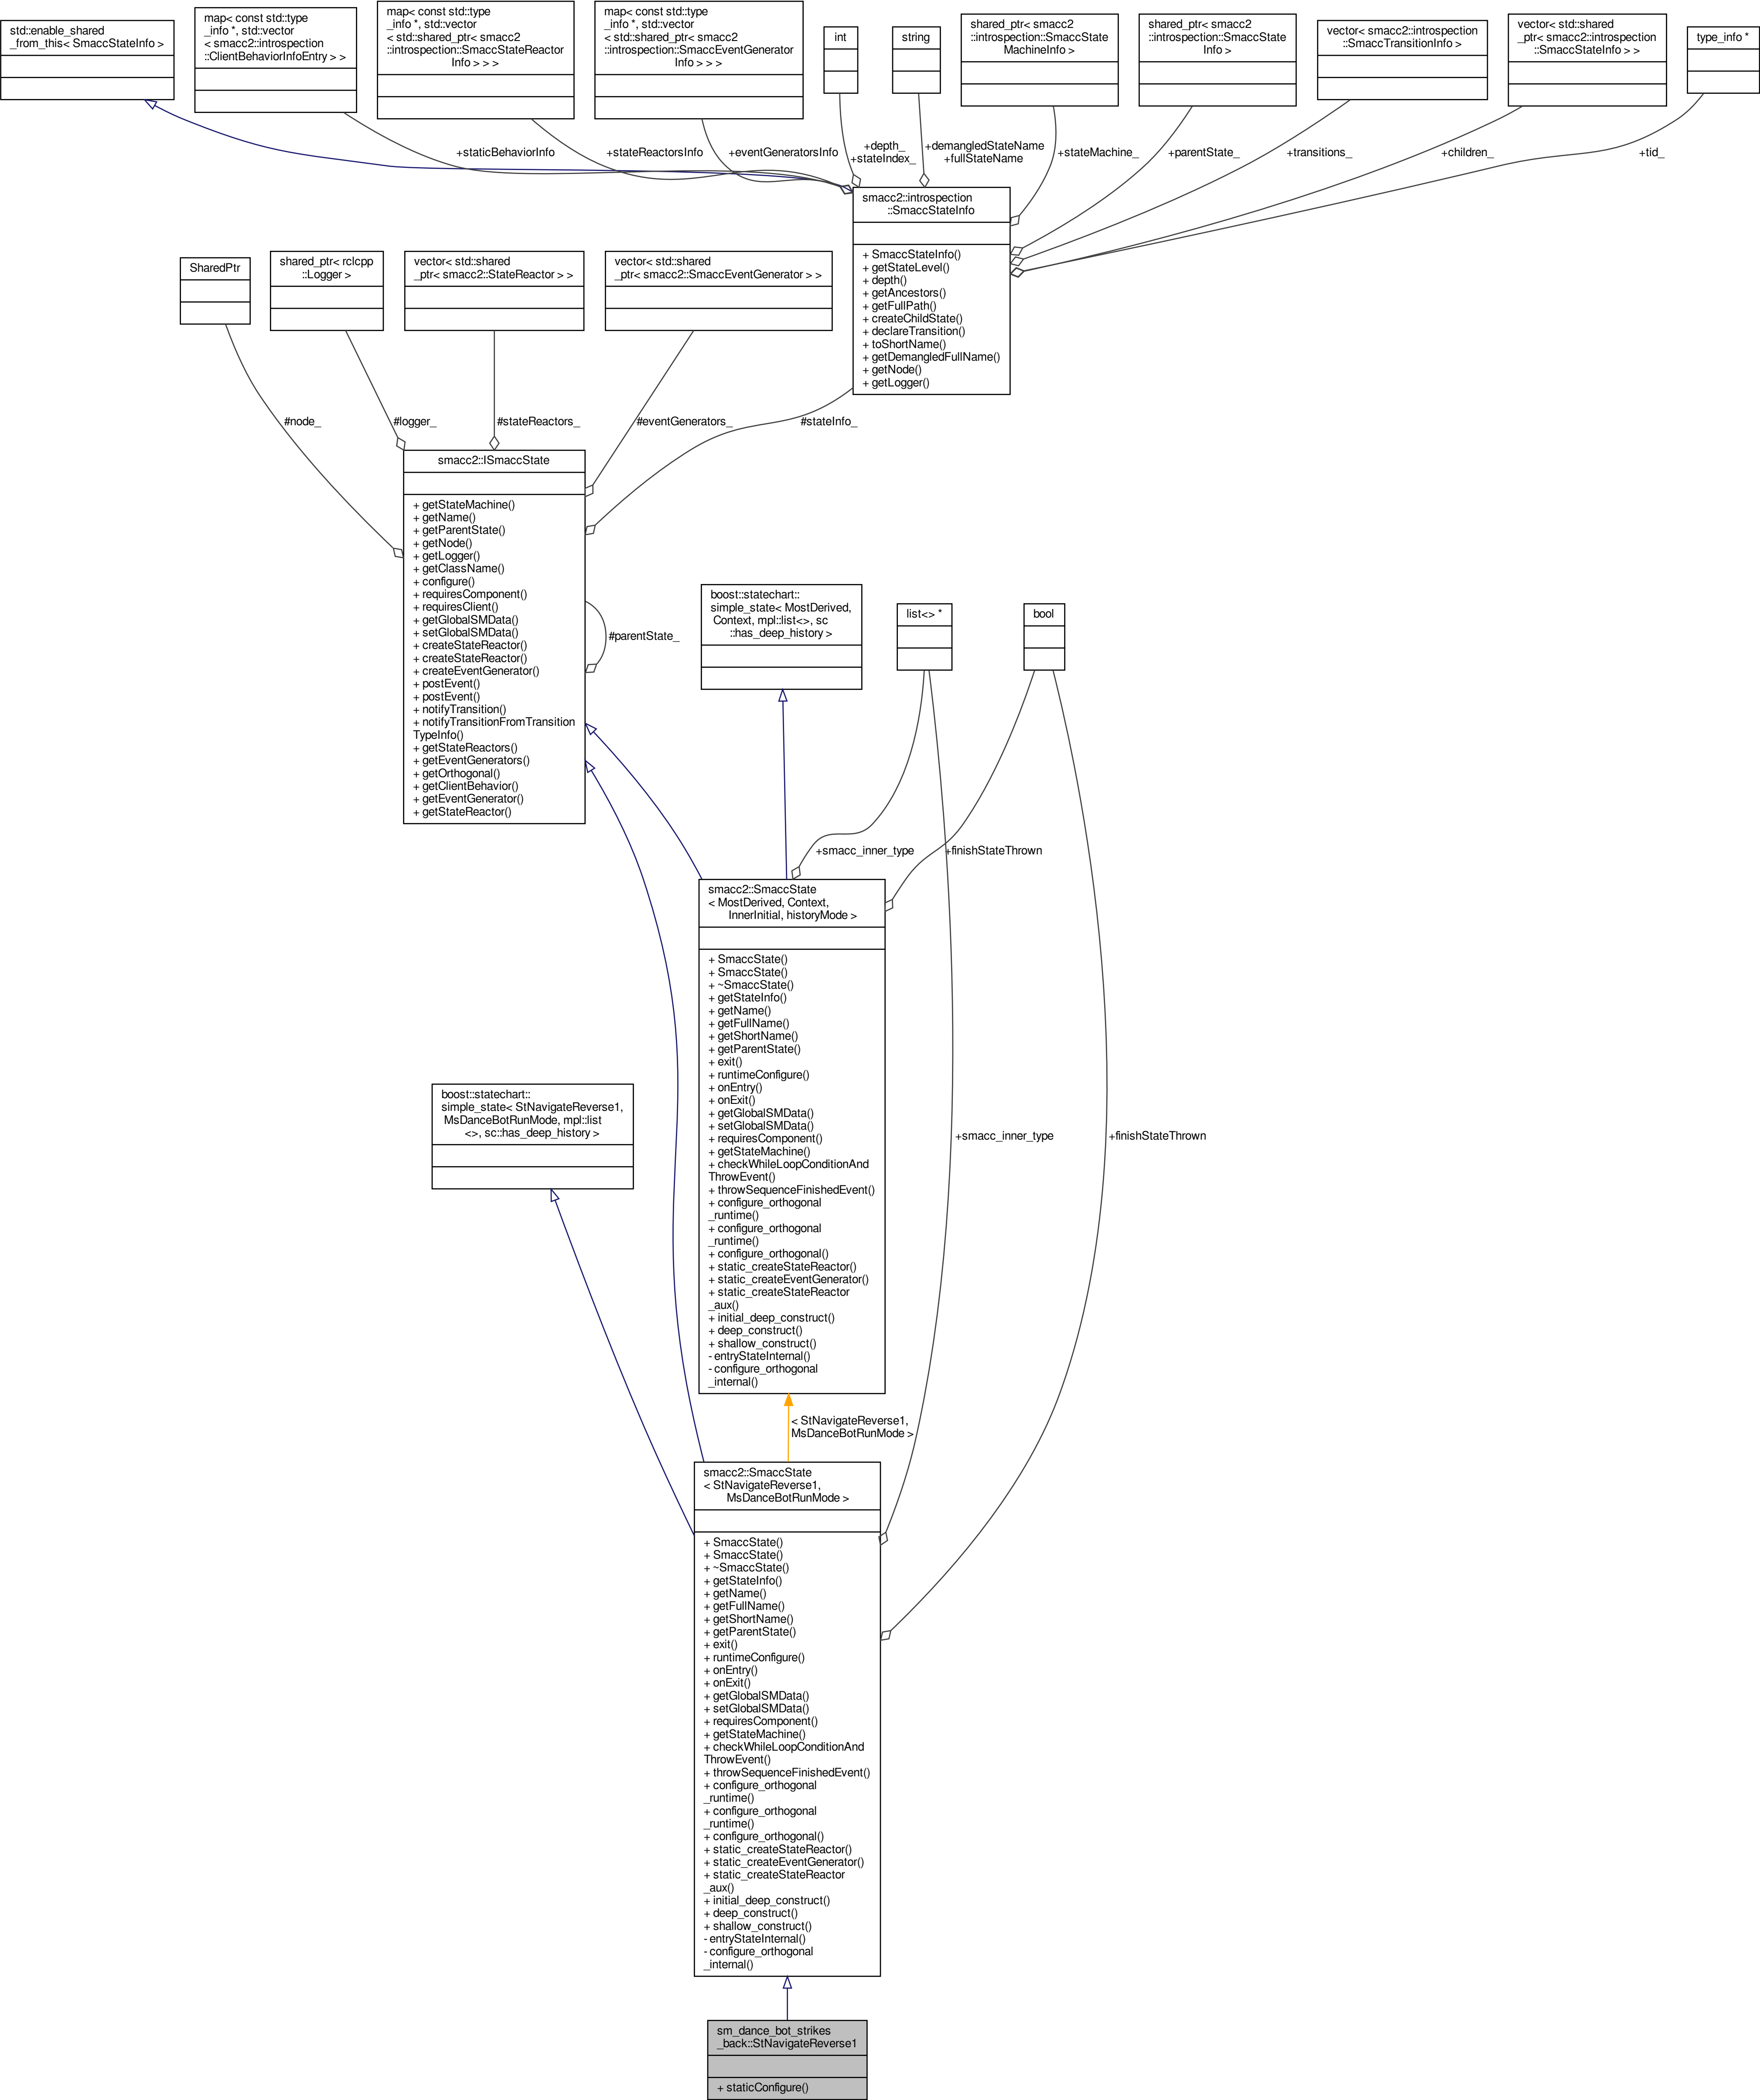 std::enable_shared
_from_this< SmaccStateInfo >
map< const std::type
_info *, std::vector
< smacc2::introspection
::ClientBehaviorInfoEntry > >
map< const std::type
_info *, std::vector
< std::shared_ptr< smacc2
::introspection::SmaccStateReactor
Info > > >
map< const std::type
_info *, std::vector
< std::shared_ptr< smacc2
::introspection::SmaccEventGenerator
Info > > >
int
string
shared_ptr< smacc2
::introspection::SmaccState
MachineInfo >
shared_ptr< smacc2
::introspection::SmaccState
Info >
vector< smacc2::introspection
::SmaccTransitionInfo >
vector< std::shared
_ptr< smacc2::introspection
::SmaccStateInfo > >
type_info *
+staticBehaviorInfo
+stateReactorsInfo
+eventGeneratorsInfo
+depth_
+stateIndex_
+demangledStateName
+fullStateName
+stateMachine_
+parentState_
+transitions_
+children_
+tid_
smacc2::introspection
::SmaccStateInfo
+ SmaccStateInfo()
+ getStateLevel()
+ depth()
+ getAncestors()
+ getFullPath()
+ createChildState()
+ declareTransition()
+ toShortName()
+ getDemangledFullName()
+ getNode()
+ getLogger()
SharedPtr
shared_ptr< rclcpp
::Logger >
vector< std::shared
_ptr< smacc2::StateReactor > >
vector< std::shared
_ptr< smacc2::SmaccEventGenerator > >
#node_
#logger_
#stateReactors_
#eventGenerators_
#stateInfo_
smacc2::ISmaccState
+ getStateMachine()
+ getName()
+ getParentState()
+ getNode()
+ getLogger()
+ getClassName()
+ configure()
+ requiresComponent()
+ requiresClient()
+ getGlobalSMData()
+ setGlobalSMData()
+ createStateReactor()
+ createStateReactor()
+ createEventGenerator()
+ postEvent()
+ postEvent()
+ notifyTransition()
+ notifyTransitionFromTransition
TypeInfo()
+ getStateReactors()
+ getEventGenerators()
+ getOrthogonal()
+ getClientBehavior()
+ getEventGenerator()
+ getStateReactor()
#parentState_
boost::statechart::
simple_state< MostDerived,
Context, mpl::list<>, sc
::has_deep_history >
list<> *
bool
+smacc_inner_type
+finishStateThrown
smacc2::SmaccState
< MostDerived, Context,
InnerInitial, historyMode >
+ SmaccState()
+ SmaccState()
+ ~SmaccState()
+ getStateInfo()
+ getName()
+ getFullName()
+ getShortName()
+ getParentState()
+ exit()
+ runtimeConfigure()
+ onEntry()
+ onExit()
+ getGlobalSMData()
+ setGlobalSMData()
+ requiresComponent()
+ getStateMachine()
+ checkWhileLoopConditionAnd
ThrowEvent()
+ throwSequenceFinishedEvent()
+ configure_orthogonal
_runtime()
+ configure_orthogonal
_runtime()
+ configure_orthogonal()
+ static_createStateReactor()
+ static_createEventGenerator()
+ static_createStateReactor
_aux()
+ initial_deep_construct()
+ deep_construct()
+ shallow_construct()
- entryStateInternal()
- configure_orthogonal
_internal()
boost::statechart::
simple_state< StNavigateReverse1,
MsDanceBotRunMode, mpl::list
<>, sc::has_deep_history >
+smacc_inner_type
+finishStateThrown
< StNavigateReverse1,
MsDanceBotRunMode >
smacc2::SmaccState
< StNavigateReverse1,
MsDanceBotRunMode >
+ SmaccState()
+ SmaccState()
+ ~SmaccState()
+ getStateInfo()
+ getName()
+ getFullName()
+ getShortName()
+ getParentState()
+ exit()
+ runtimeConfigure()
+ onEntry()
+ onExit()
+ getGlobalSMData()
+ setGlobalSMData()
+ requiresComponent()
+ getStateMachine()
+ checkWhileLoopConditionAnd
ThrowEvent()
+ throwSequenceFinishedEvent()
+ configure_orthogonal
_runtime()
+ configure_orthogonal
_runtime()
+ configure_orthogonal()
+ static_createStateReactor()
+ static_createEventGenerator()
+ static_createStateReactor
_aux()
+ initial_deep_construct()
+ deep_construct()
+ shallow_construct()
- entryStateInternal()
- configure_orthogonal
_internal()
sm_dance_bot_strikes
_back::StNavigateReverse1
+ staticConfigure()